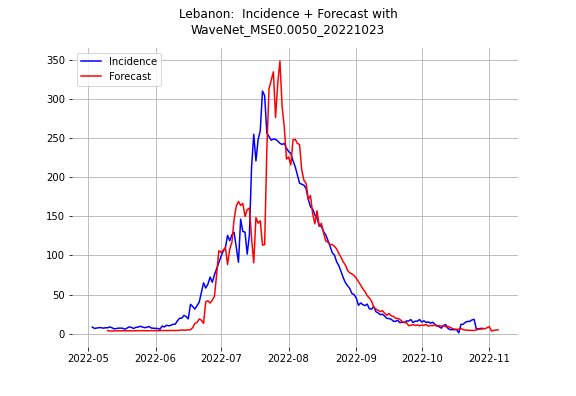 Lebanon:  Incidence + Forecast with
WaveNet_MSE0.0050_20221023
Incidence
Forecast
350
300
250
200
150
100
50
0
2022-05 2022-06 2022-07 2022-08 2022-09 2022-10 2022-11